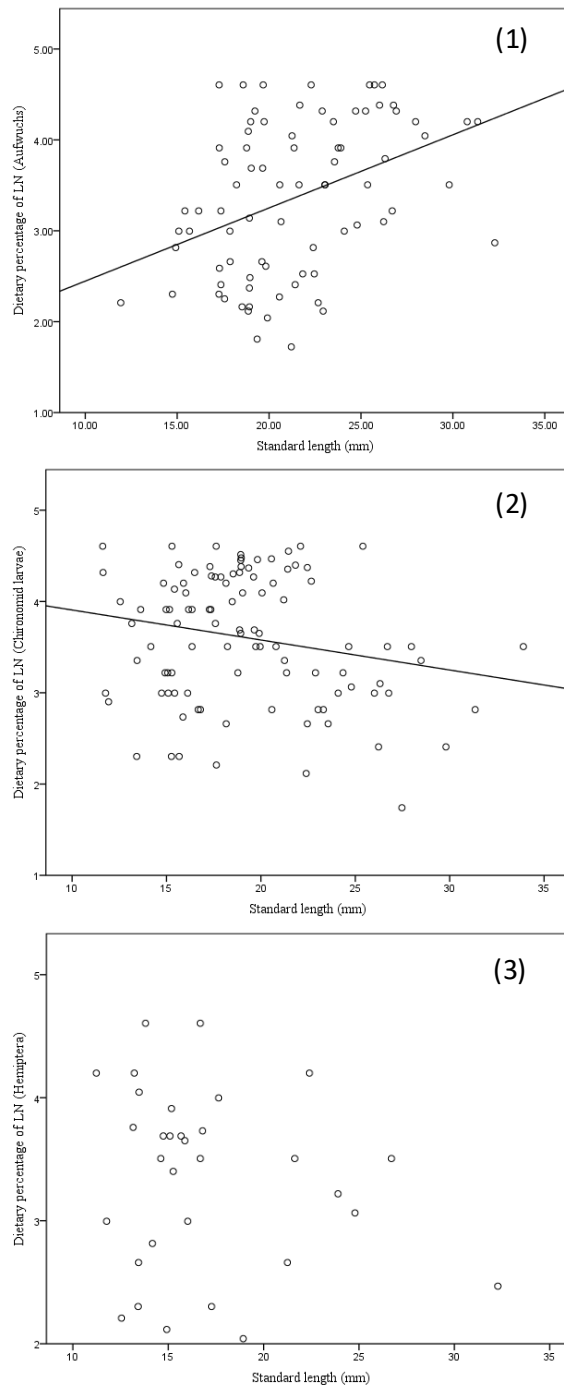 (1)
5.00
4.00
3.00
2.00
1.00
Dietary percentage of LN (Aufwuchs)
10.00 15.00 20.00 25.00 30.00 35.00
Standard length (mm)
(2)
5
4
3
2
1
Dietary percentage of LN (Chironomid larvae)
10 15 20 25 30 35
Standard length (mm)
(3)
5
4
3
2
Dietary percentage of LN (Hemiptera)
10 15 20 25 30 35
Standard length (mm)